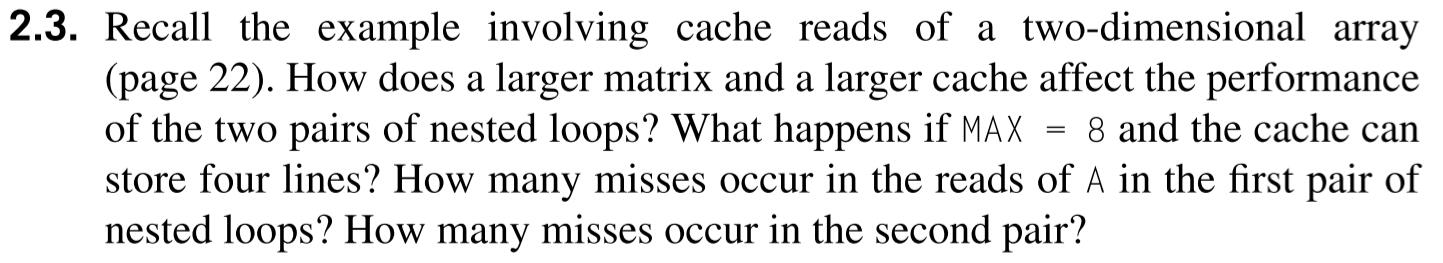 2.3. Recall the example involving cache reads of a two-dimensional array
(page 22). How does a larger matrix and a larger cache affect the performance
of the two pairs of nested loops? What happens if MAX = 8 and the cache can
store four lines? How many misses occur in the reads of A in the first pair of
nested loops? How many misses occur in the second pair?